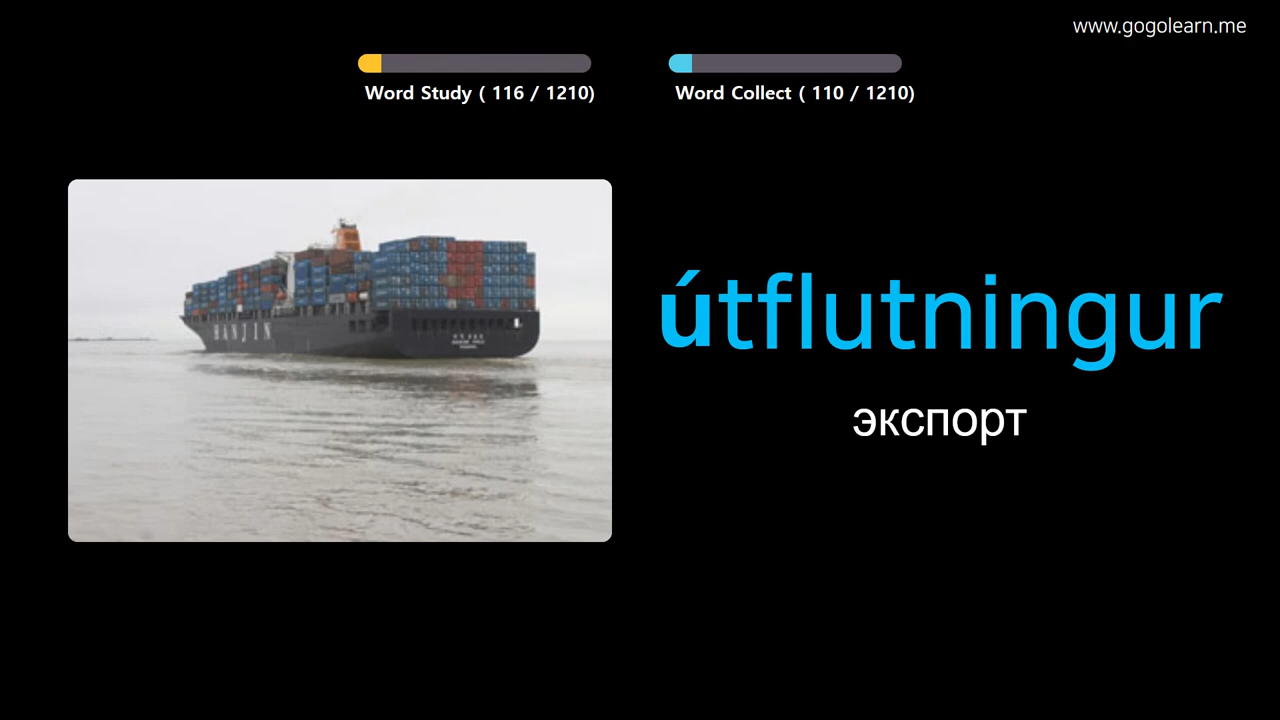 www.gogolearn.me
Word Study ( 116 / 1210)
Word Collect ( 110 / 1210)
HANJIN
útflutningur
экспорт